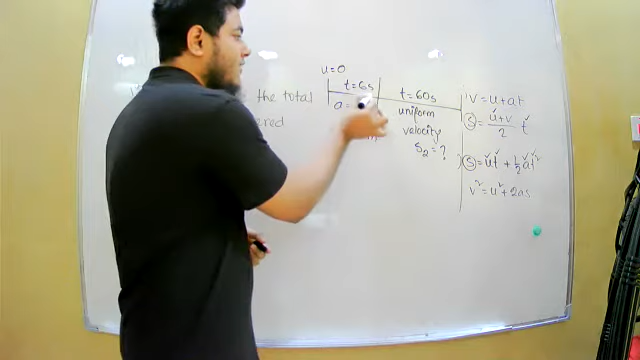 the total
ered
u=0
t=6s
a=
t=60s
uniform
velocity
S₂=?
V=u+at
S=u+v/2 t
S=ut+½at²
v²=u²+2as